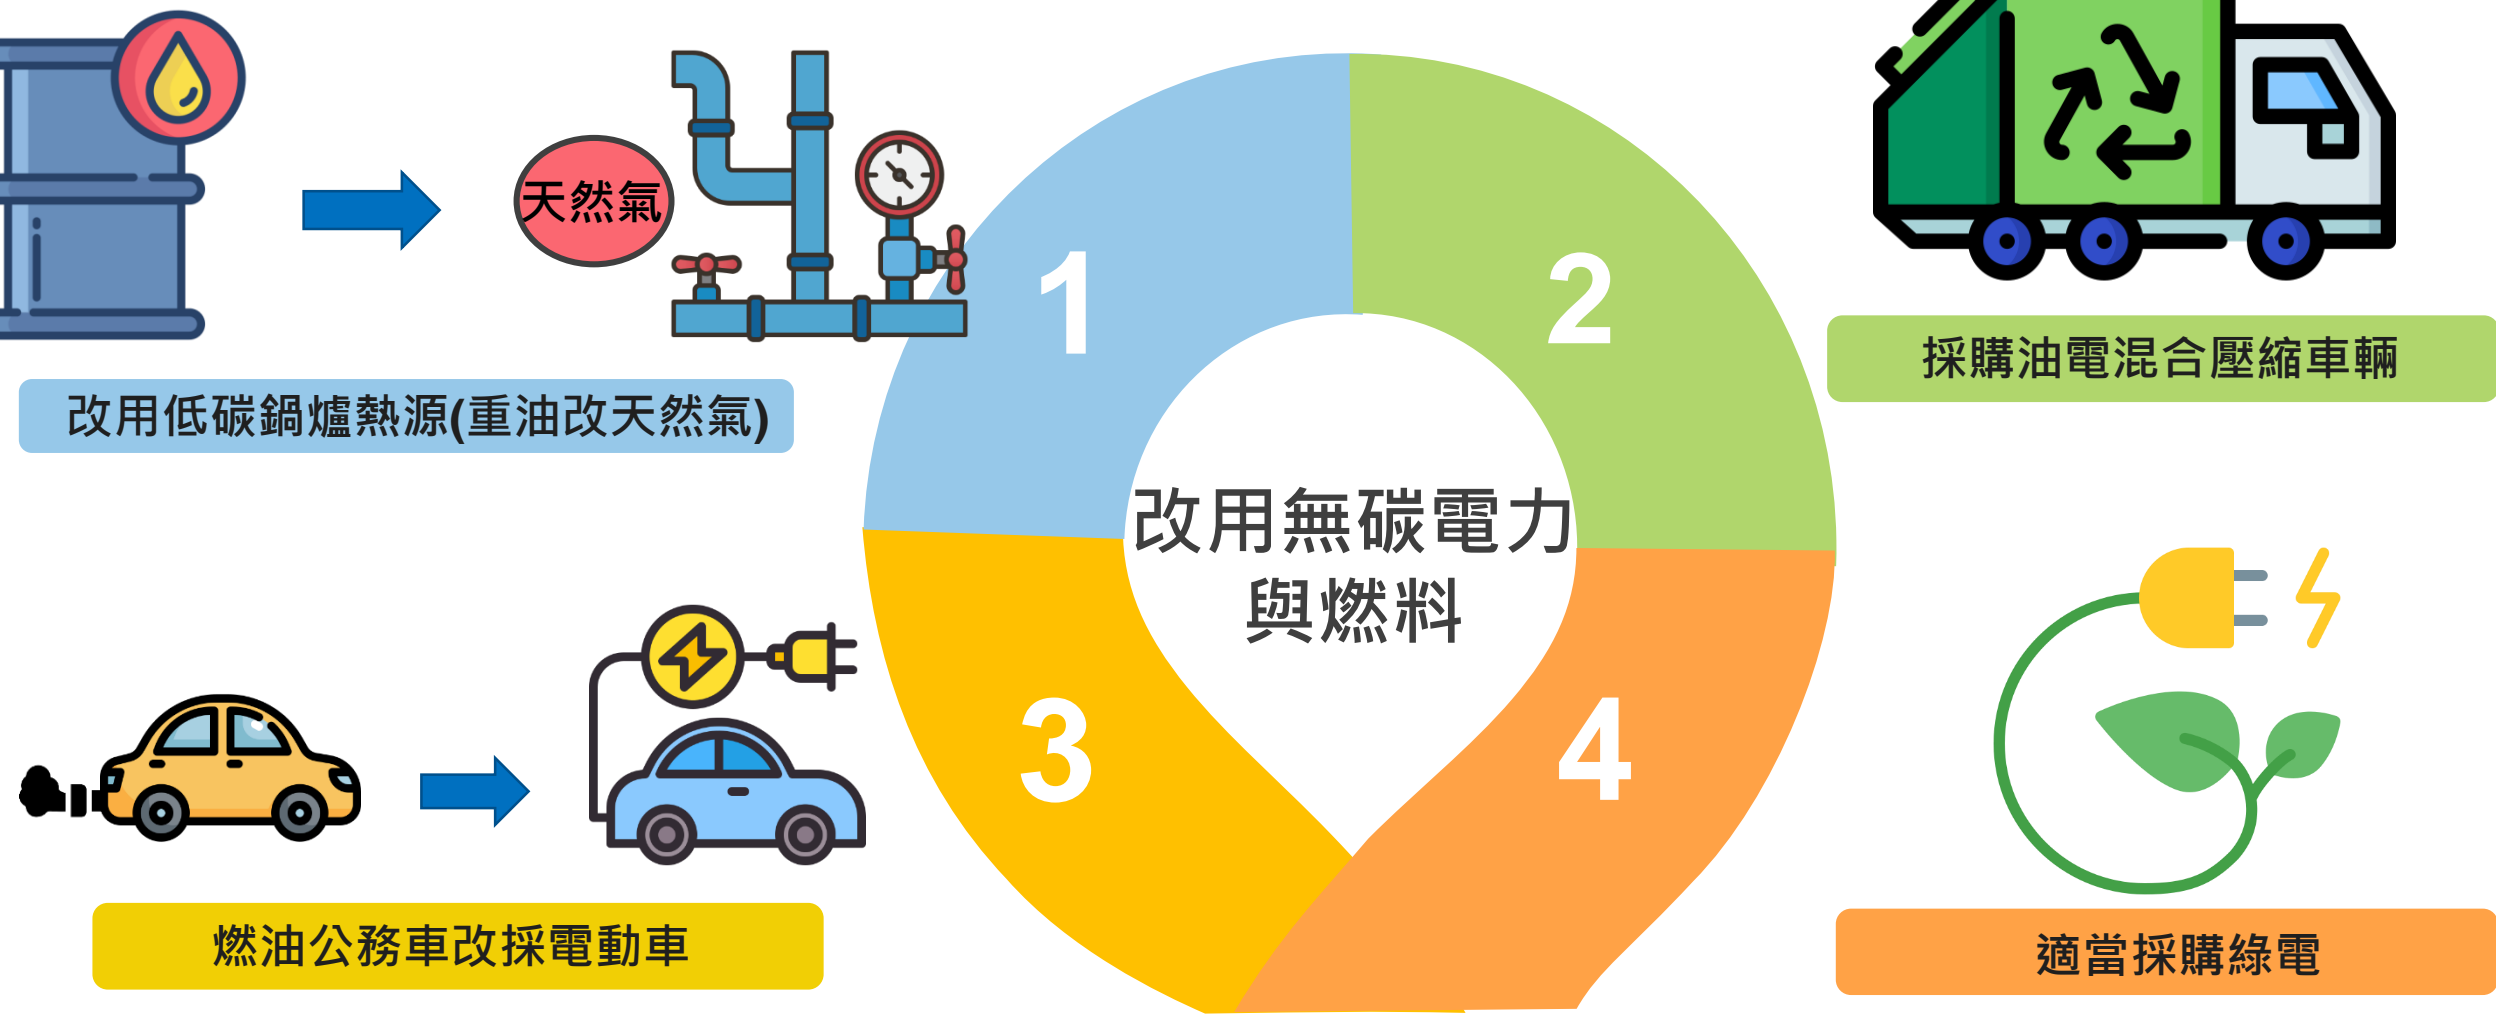 天然氣
1
2
改用低碳鍋爐熱源(重油改天然氣)
採購油電混合壓縮車輛
改用無碳電力
與燃料
3
4
燃油公務車改採電動車
適當採購綠電